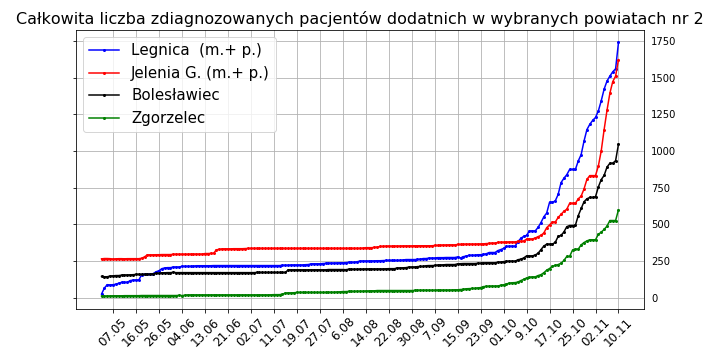 Całkowita liczba zdiagnozowanych pacjentów dodatnich w wybranych powiatach nr 2
Legnica (m.+ p.)
Jelenia G. (m.+ p.)
Bolesławiec
Zgorzelec
1750
1500
1250
1000
750
500
250
0
07.05 16.05 26.05 04.06 13.06 21.06 02.07 11.07 19.07 27.07 6.08 14.08 22.08 30.08 7.09 15.09 23.09 01.10 9.10 17.10 25.10 02.11 10.11